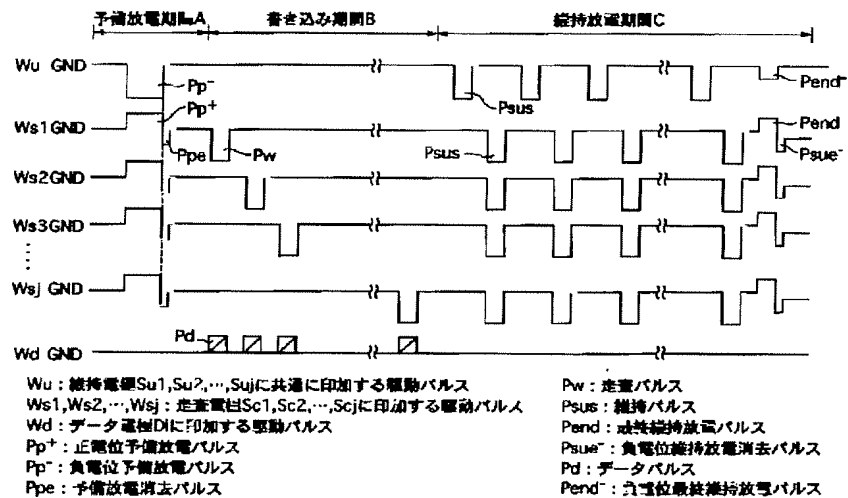 予備放電期間A 書き込み期間B 維持放電期間C
Wu GND
Pp⁻
Psus
Pend⁻
Pp⁺
Ws1 GND
Ppe
Pw
Psus
Pend
Psue⁻
Ws2 GND
Ws3 GND
Wsj GND
Pd
Wd GND
Wu：維持電極Su1,Su2,…,Sujに共通に印加する駆動パルス
Ws1,Ws2,…,Wsj：走査電極Sc1,Sc2,…,Scjに印加する駆動パルス
Wd：データ電極Diに印加する駆動パルス
Pp⁺：正電位予備放電パルス
Pp⁻：負電位予備放電パルス
Ppe：予備放電消去パルス
Pw：走査パルス
Psus：維持パルス
Pend：最終維持放電パルス
Psue⁻：負電位維持放電消去パルス
Pd：データパルス
Pend⁻：負電位最終維持放電パルス